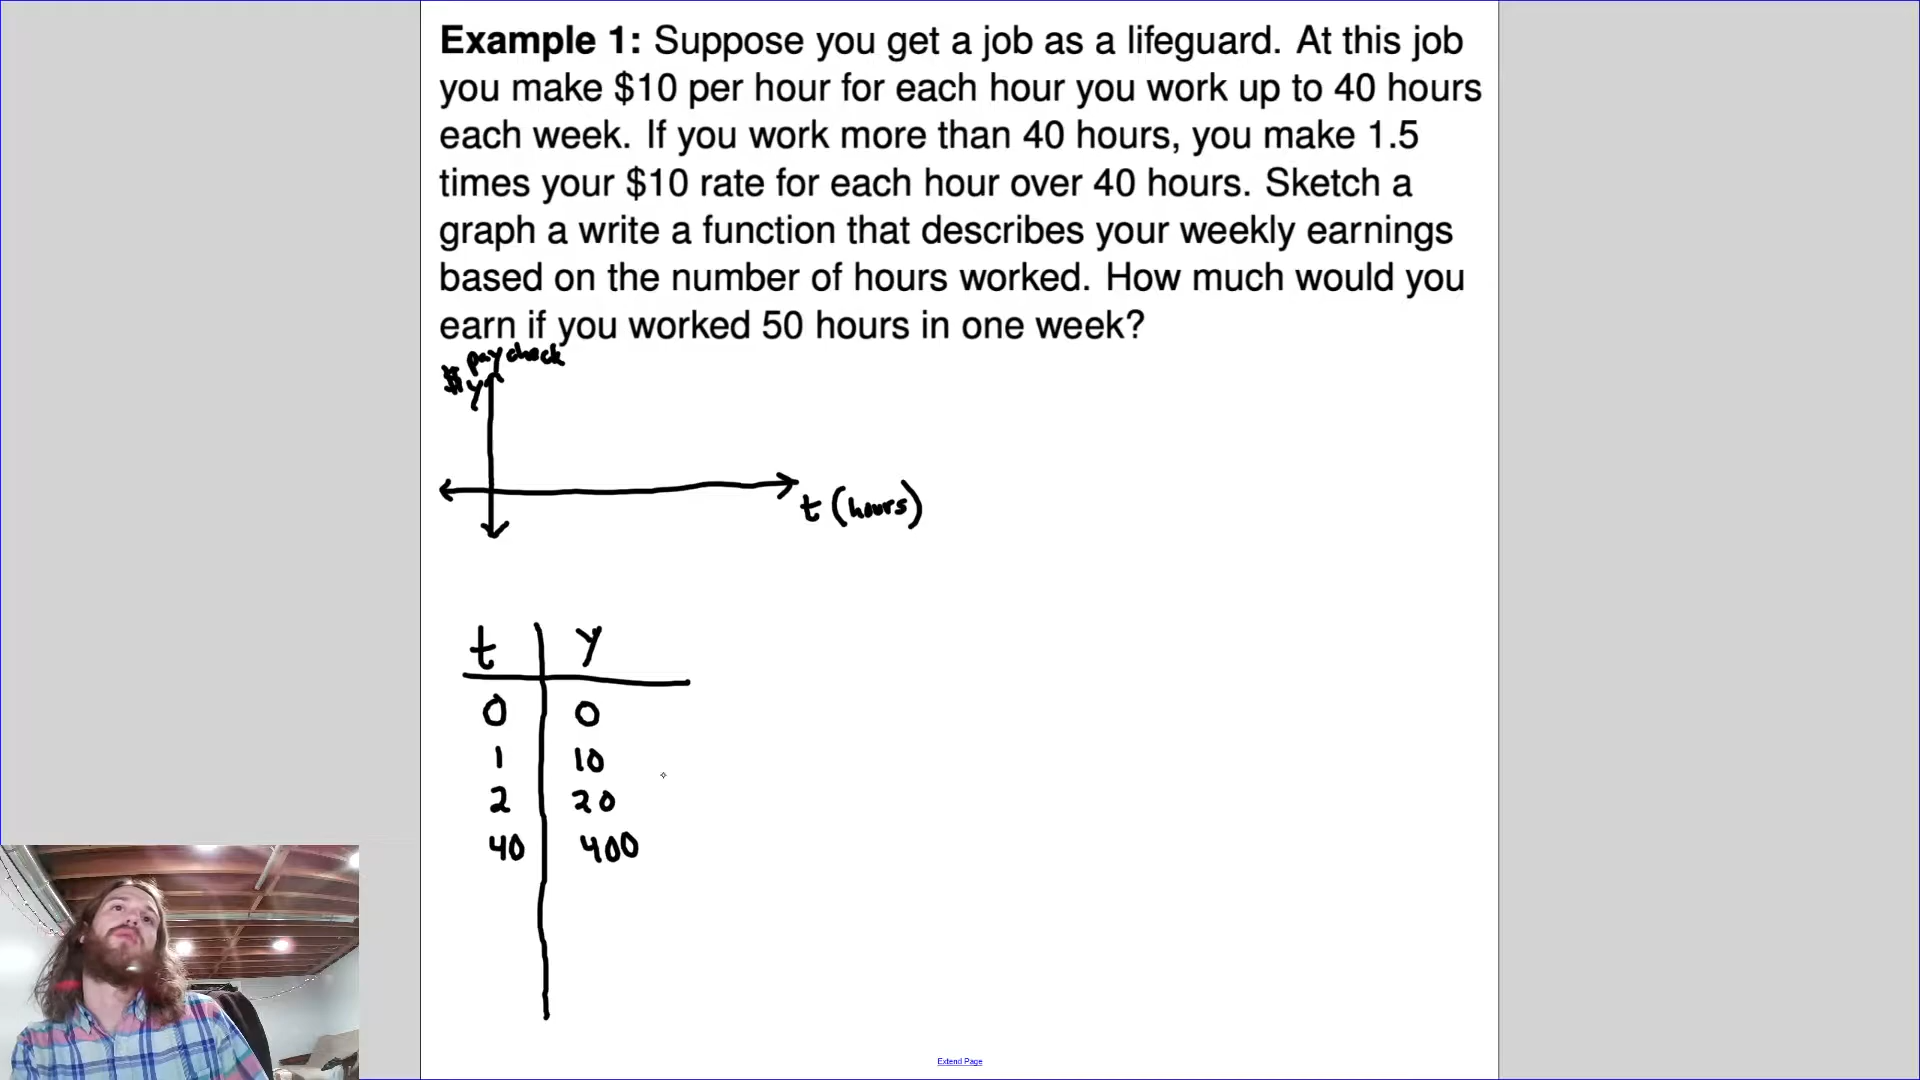 Example 1: Suppose you get a job as a lifeguard. At this job
you make $10 per hour for each hour you work up to 40 hours
each week. If you work more than 40 hours, you make 1.5
times your $10 rate for each hour over 40 hours. Sketch a
graph a write a function that describes your weekly earnings
based on the number of hours worked. How much would you
earn if you worked 50 hours in one week?
paycheck
$ y
t (hours)
t y
0 0
1 10
2 20
40 400
Extend Page